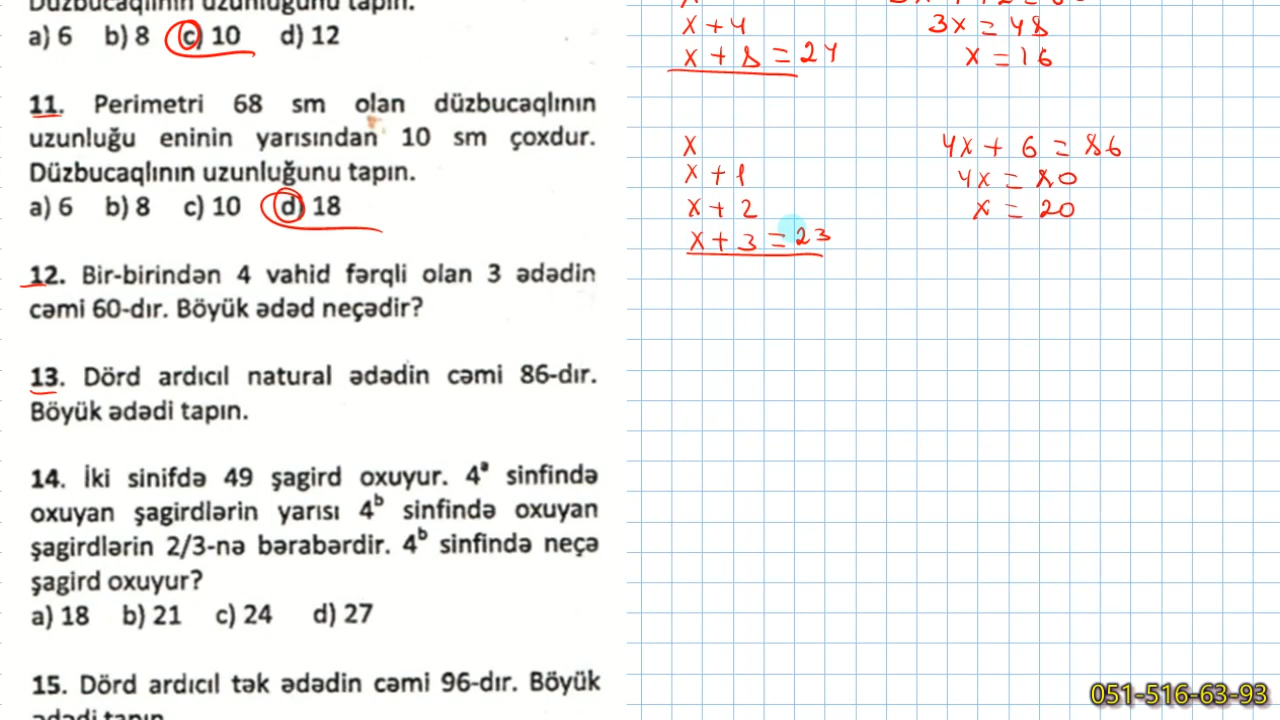 Düzbucaqlının uzunluğunu tapın.
a) 6 b) 8 c) 10 d) 12
11. Perimetri 68 sm olan düzbucaqlının
uzunluğu eninin yarısından 10 sm çoxdur.
Düzbucaqlının uzunluğunu tapın.
a) 6 b) 8 c) 10 d) 18
12. Bir-birindən 4 vahid fərqli olan 3 ədədin
cəmi 60-dır. Böyük ədəd neçədir?
13. Dörd ardıcıl natural ədədin cəmi 86-dır.
Böyük ədədi tapın.
14. İki sinifdə 49 şagird oxuyur. 4ª sinfində
oxuyan şagirdlərin yarısı 4ᵇ sinfində oxuyan
şagirdlərin 2/3-nə bərabərdir. 4ᵇ sinfində neçə
şagird oxuyur?
a) 18 b) 21 c) 24 d) 27
15. Dörd ardıcıl tək ədədin cəmi 96-dır. Böyük
ədədi tapın.
x
x + 4
x + 8 = 24
3x = 48
x = 16
x
x + 1
x + 2
x + 3 = 23
4x + 6 = 86
4x = 80
x = 20
051-516-63-93